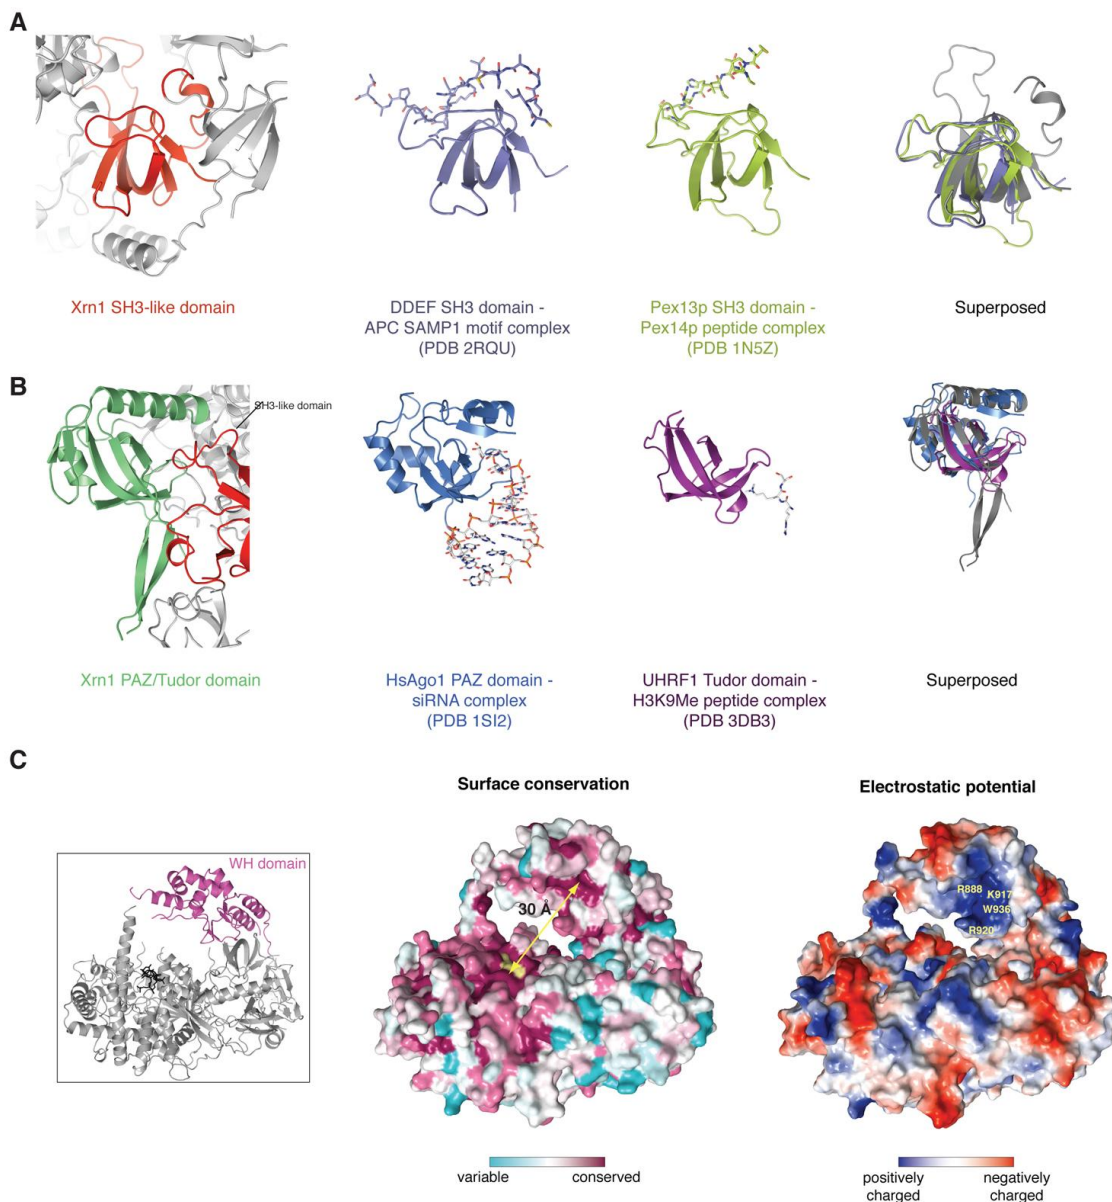 A
Xrn1 SH3-like domain
DDEF SH3 domain -
APC SAMP1 motif complex
(PDB 2RQU)
Pex13p SH3 domain -
Pex14p peptide complex
(PDB 1N5Z)
Superposed
B
SH3-like domain
Xrn1 PAZ/Tudor domain
HsAgo1 PAZ domain -
siRNA complex
(PDB 1SI2)
UHRF1 Tudor domain -
H3K9Me peptide complex
(PDB 3DB3)
Superposed
C
WH domain
Surface conservation
30 Å
variable
conserved
Electrostatic potential
R888
K917
W936
R920
positively
charged
negatively
charged